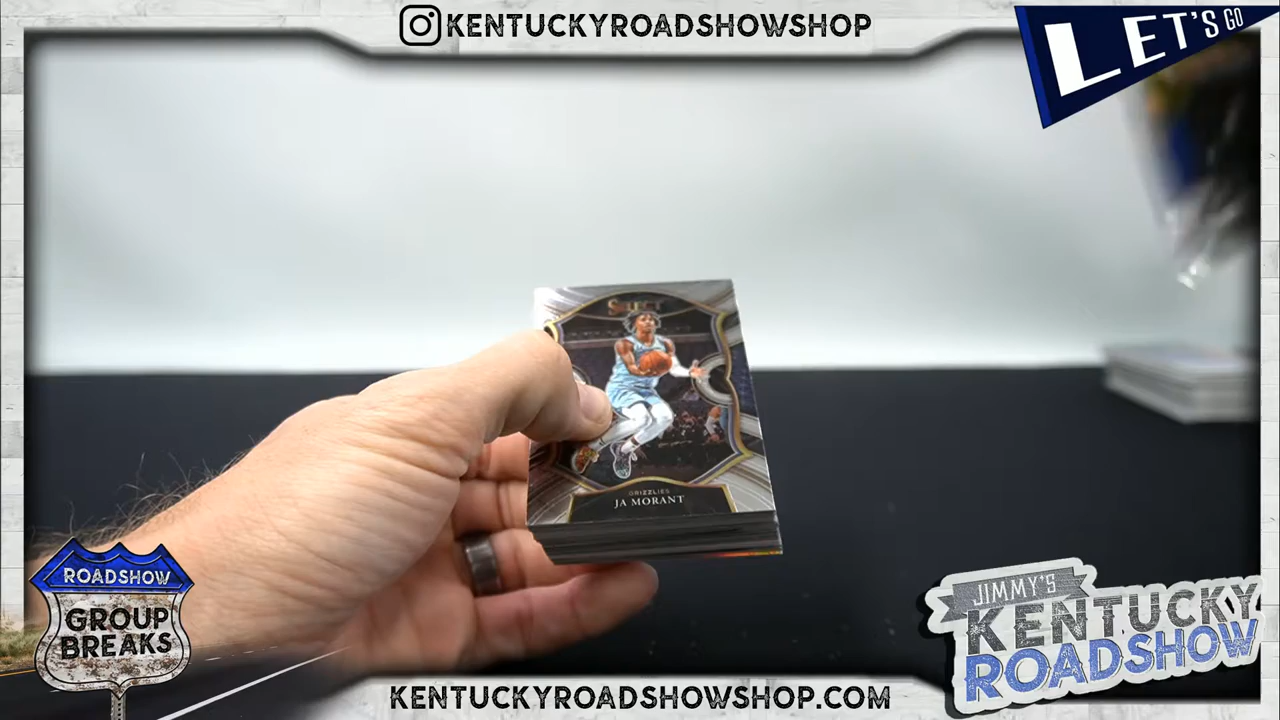 KENTUCKYROADSHOWSHOP
LET'S GO
SELECT
GRIZZLIES
JA MORANT
ROADSHOW
GROUP
BREAKS
JIMMY'S
KENTUCKY
ROADSHOW
KENTUCKYROADSHOWSHOP.COM